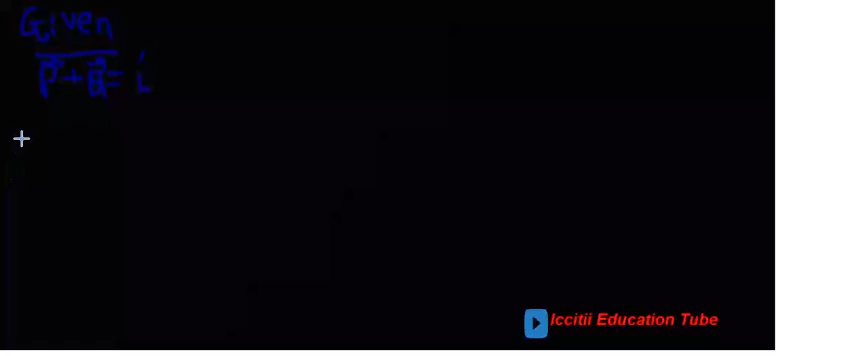 Given
P⃗ + Q⃗ = i
Iccitii Education Tube